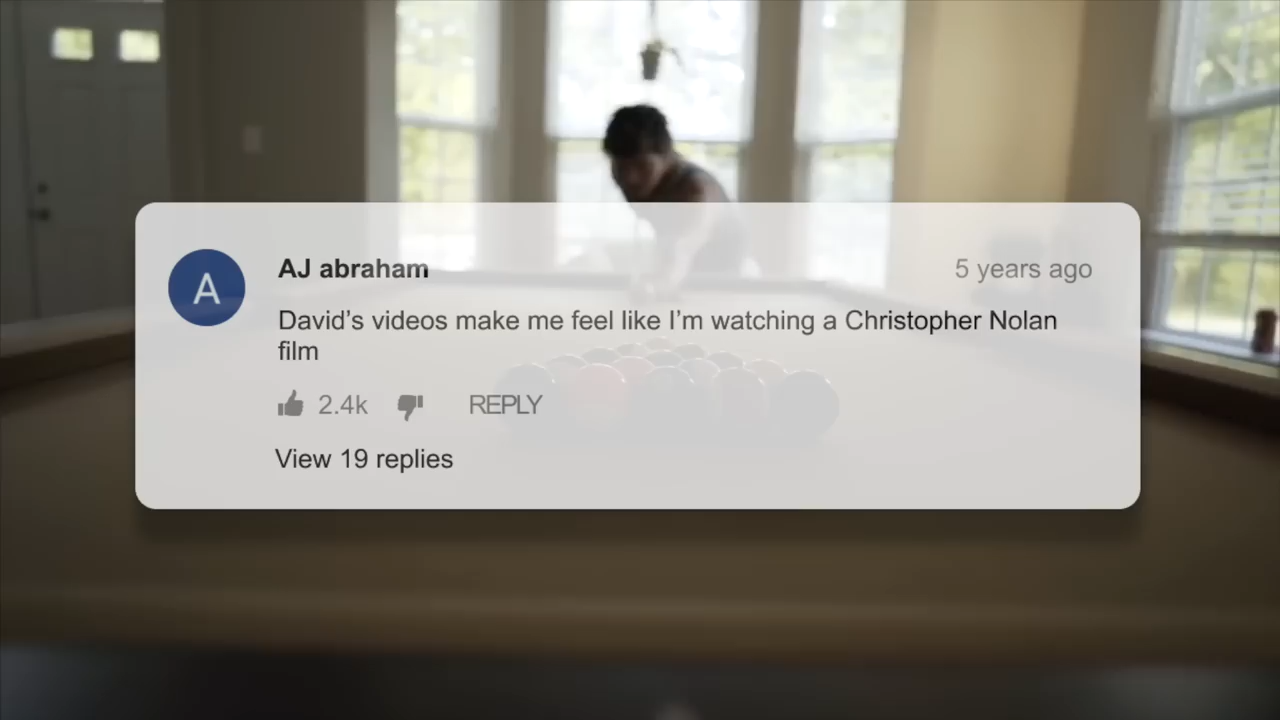 A
AJ abraham
5 years ago
David’s videos make me feel like I’m watching a Christopher Nolan
film
2.4k
REPLY
View 19 replies